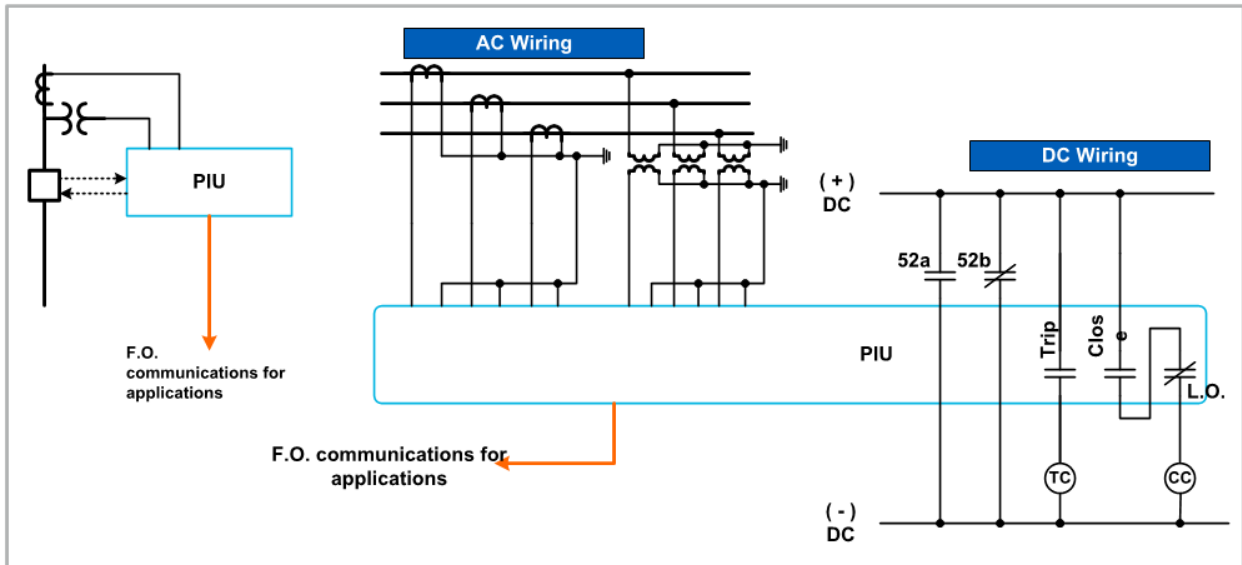 AC Wiring
PIU
F.O.
communications for
applications
DC Wiring
( + )
DC
52a
52b
Trip
Clos
e
L.O.
PIU
F.O. communications for
applications
TC
CC
( - )
DC